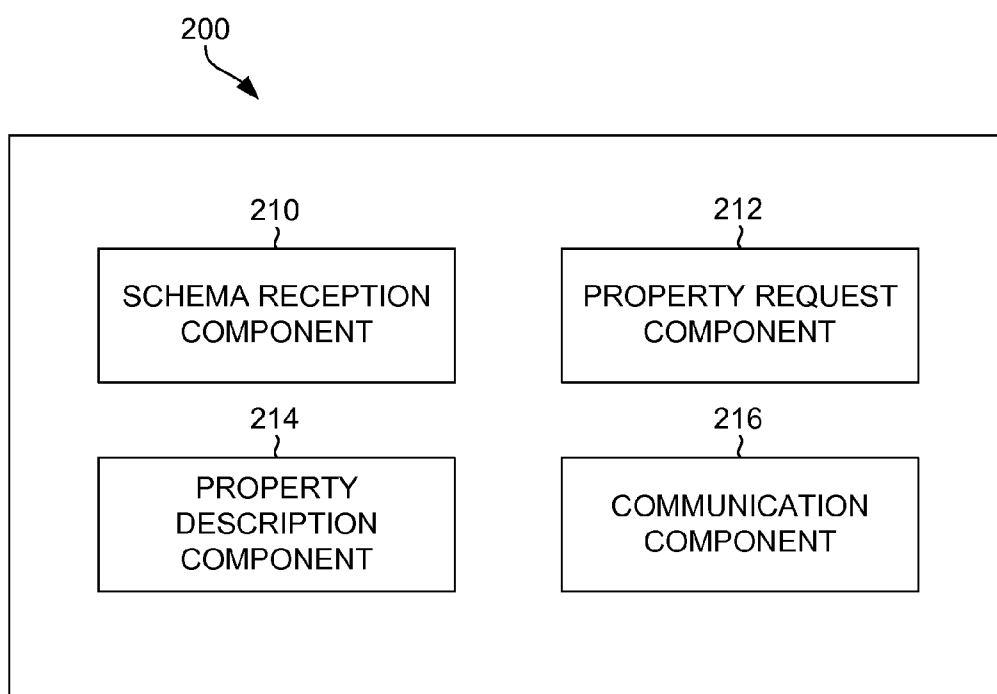 200
210
SCHEMA RECEPTION
COMPONENT
212
PROPERTY REQUEST
COMPONENT
214
PROPERTY
DESCRIPTION
COMPONENT
216
COMMUNICATION
COMPONENT